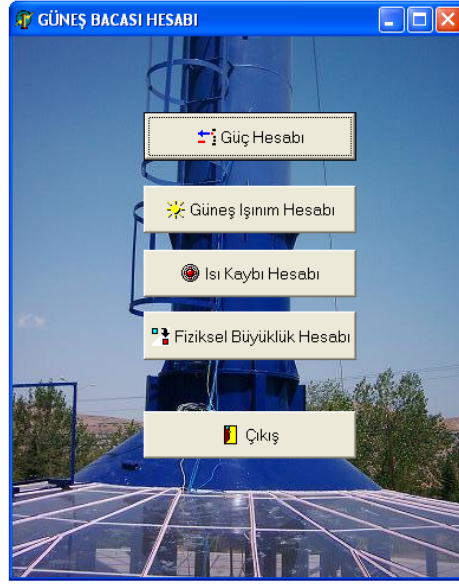 GÜNEŞ BACASI HESABI
Güç Hesabı
Güneş Işınım Hesabı
Isı Kaybı Hesabı
Fiziksel Büyüklük Hesabı
Çıkış